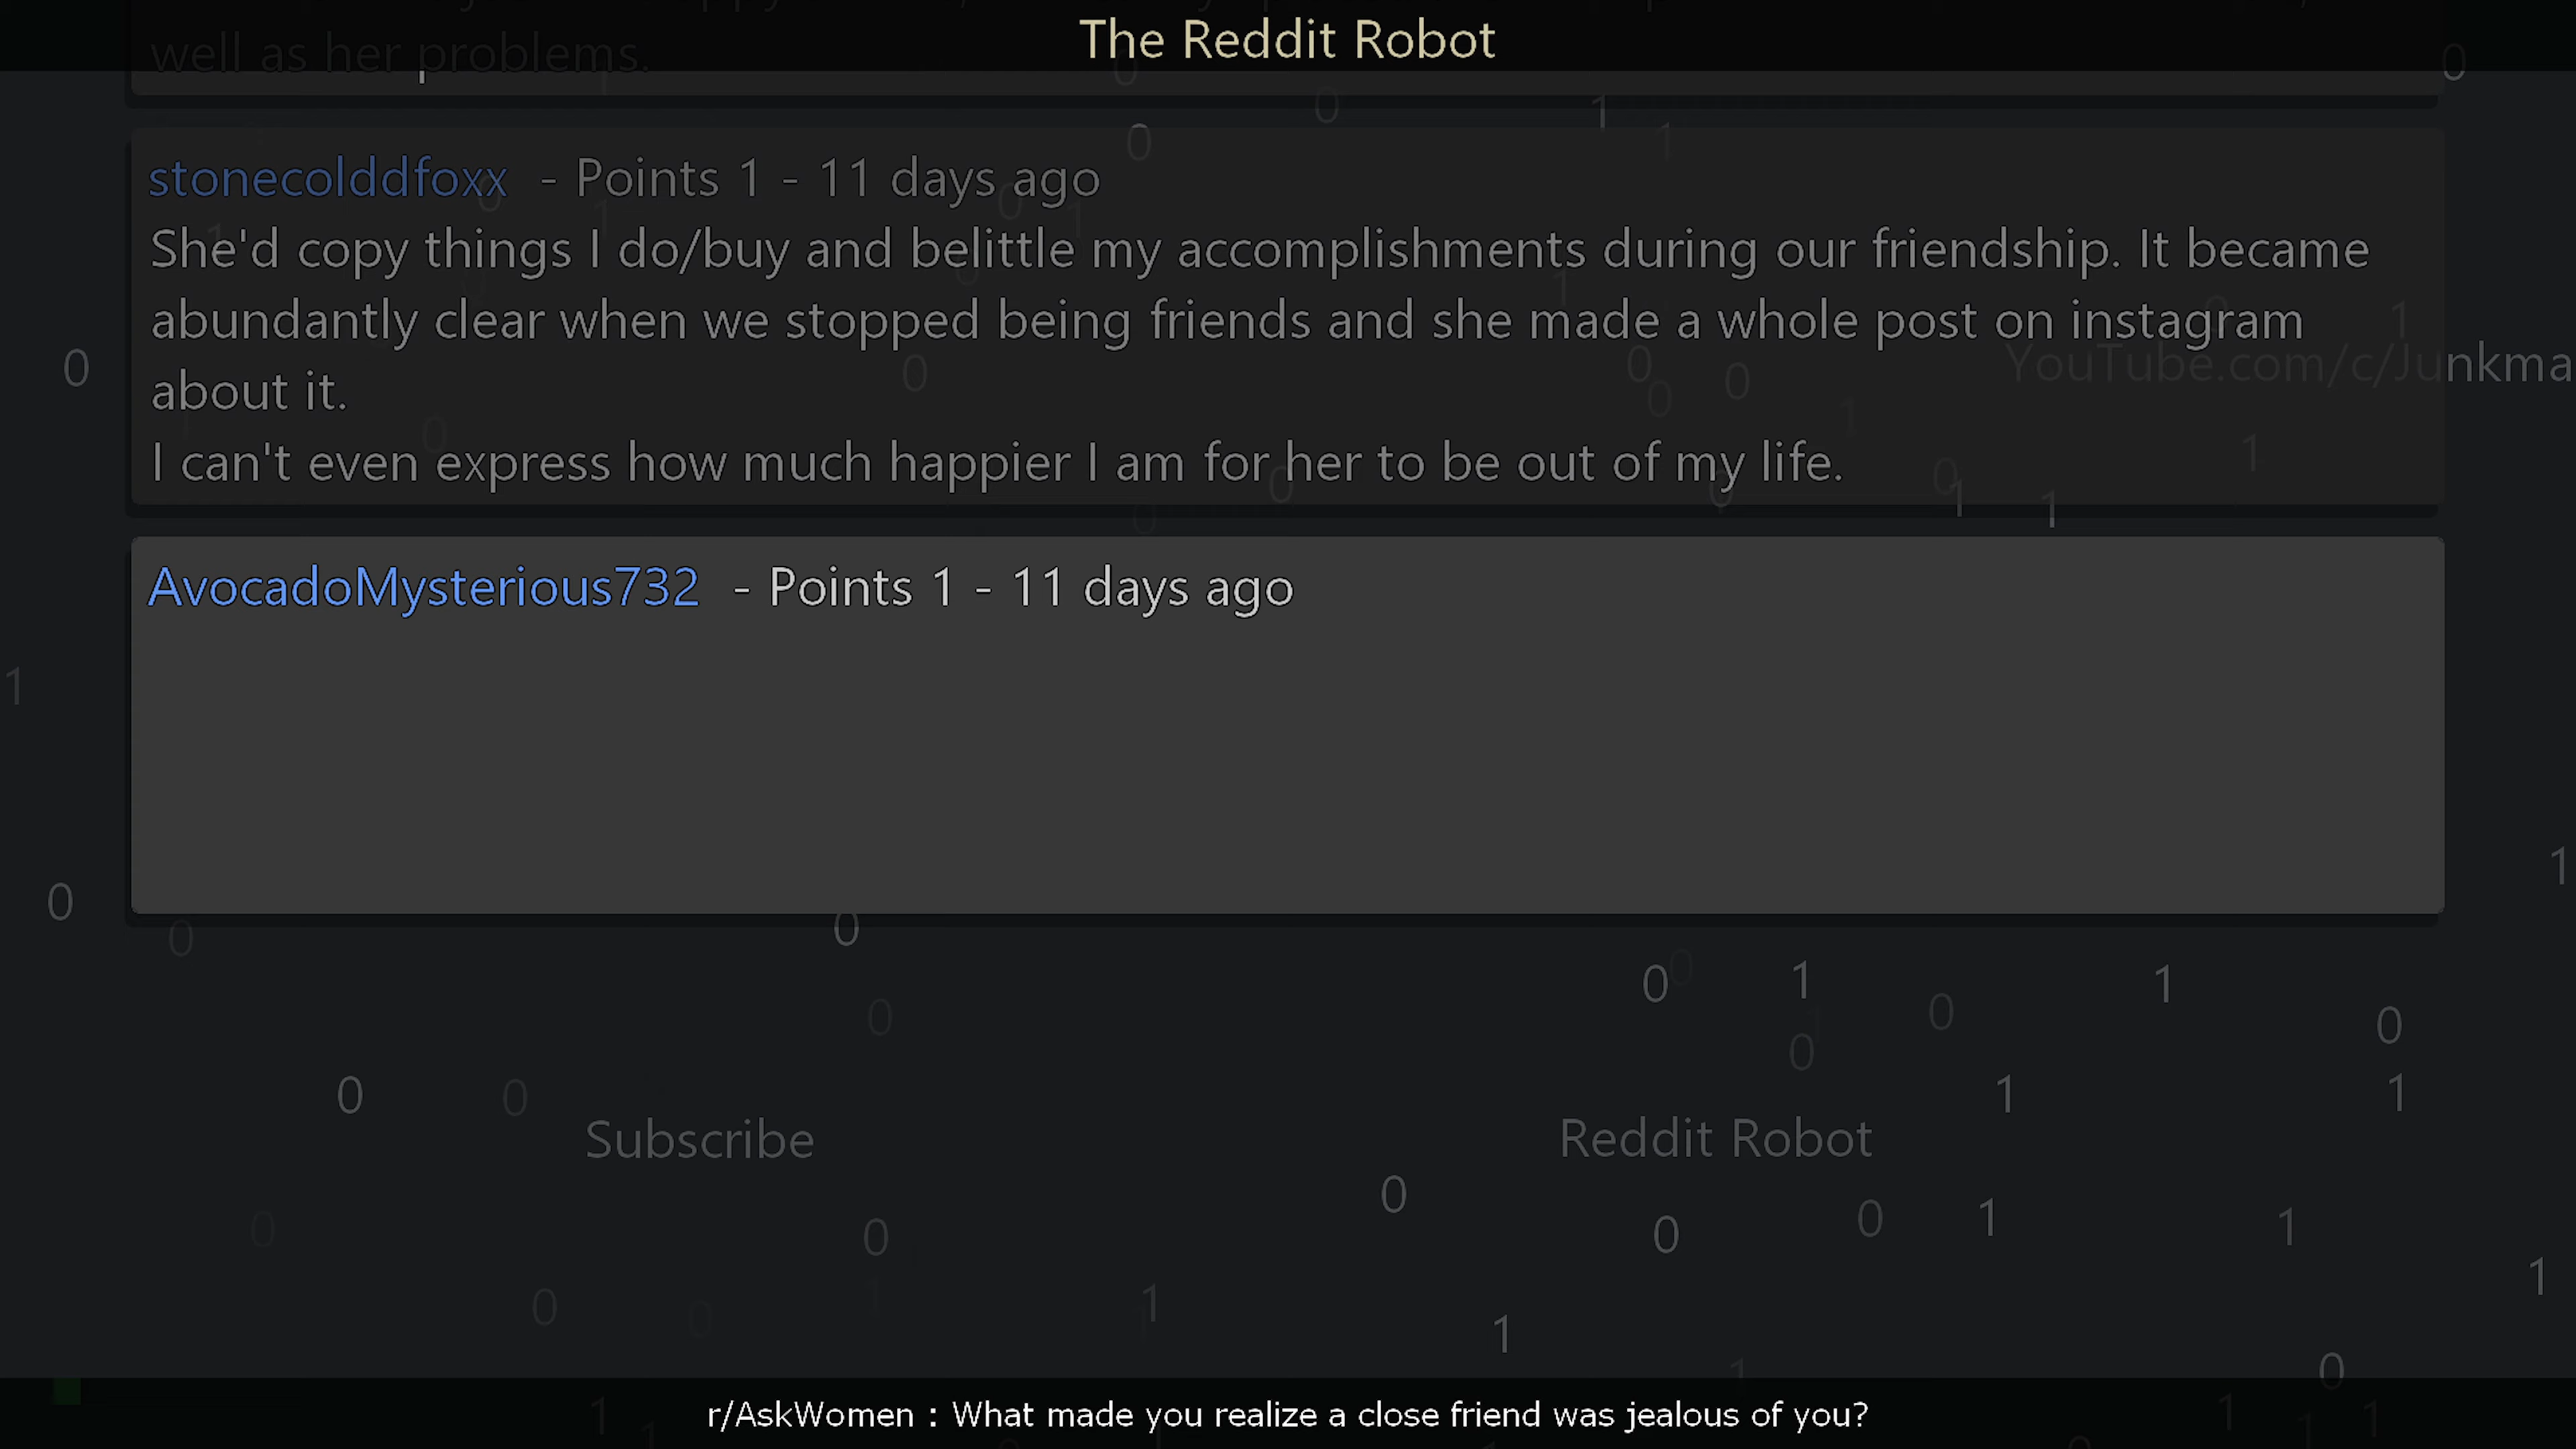 The Reddit Robot
well as her problems.
stonecolddfoxx - Points 1 - 11 days ago
She'd copy things I do/buy and belittle my accomplishments during our friendship. It became
abundantly clear when we stopped being friends and she made a whole post on instagram
about it.
I can't even express how much happier I am for her to be out of my life.
YouTube.com/c/Junkma
AvocadoMysterious732 - Points 1 - 11 days ago
Subscribe
Reddit Robot
r/AskWomen : What made you realize a close friend was jealous of you?